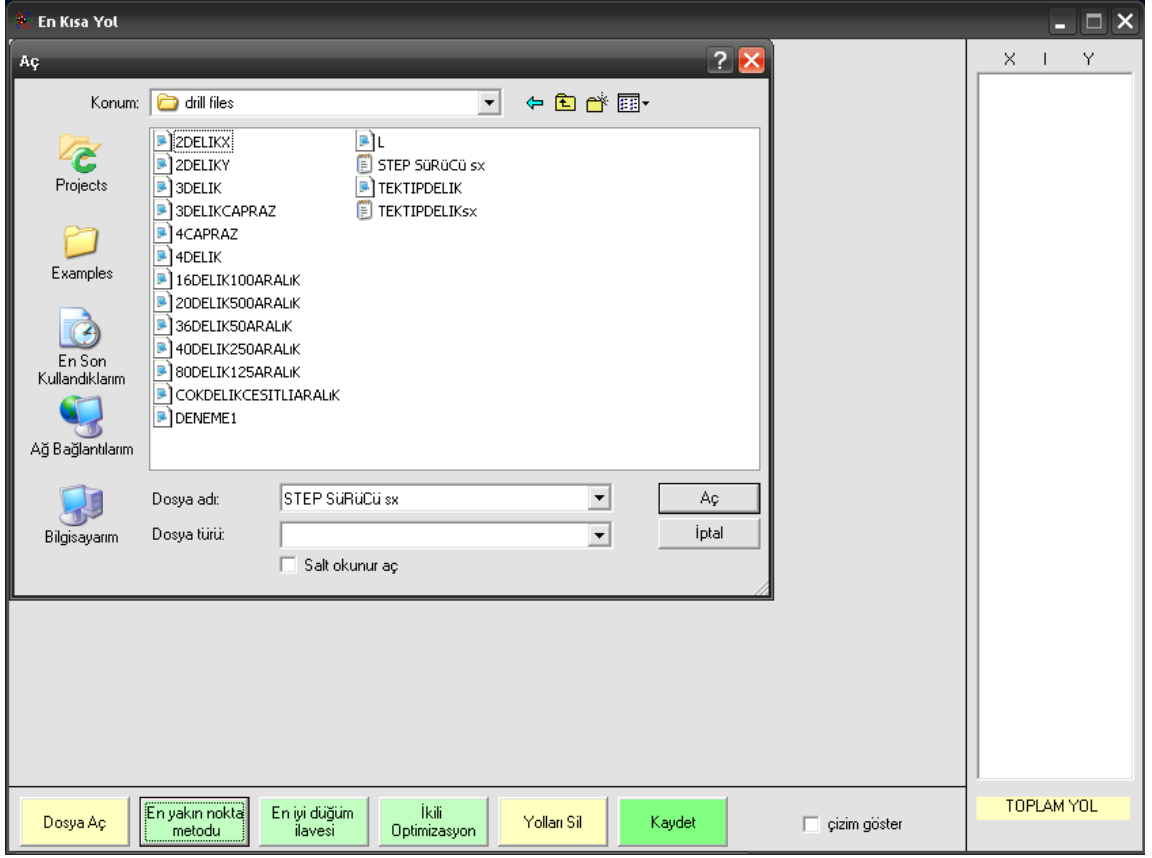 En Kısa Yol
X I Y
Aç
Konum: drill files
Projects
Examples
En Son
Kullandıklarım
Ağ Bağlantılarım
Bilgisayarım
2DELIKX
2DELIKY
3DELIK
3DELIKCAPRAZ
4CAPRAZ
4DELIK
16DELIK100ARALıK
20DELIK500ARALıK
36DELIK50ARALıK
40DELIK250ARALıK
80DELIK125ARALıK
COKDELIKCESITLIARALıK
DENEME1
L
STEP SüRüCü sx
TEKTIPDELIK
TEKTIPDELIKsx
Dosya adı: STEP SüRüCü sx Aç
Dosya türü: İptal
Salt okunur aç
Dosya Aç
En yakın nokta
metodu
En iyi düğüm
ilavesi
İkili
Optimizasyon
Yolları Sil
Kaydet
çizim göster
TOPLAM YOL